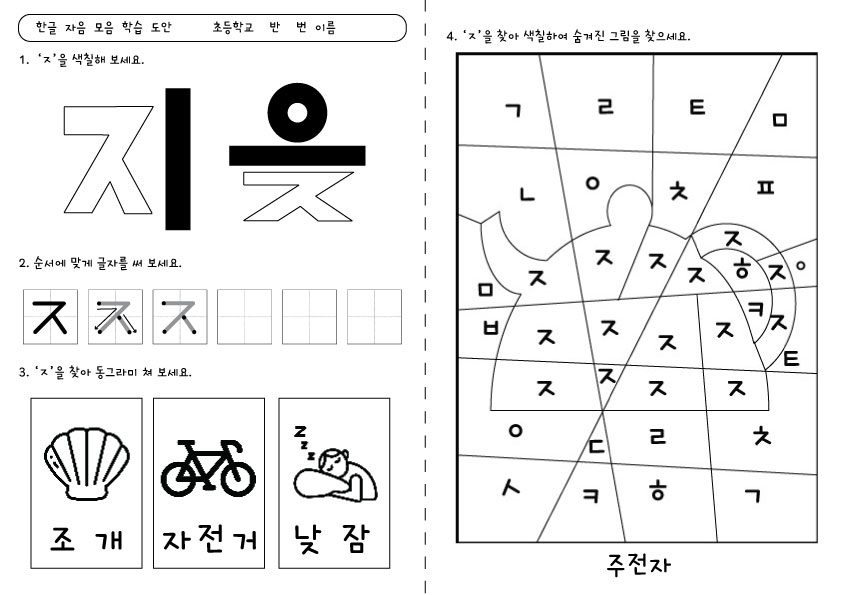 한글 자음 모음 학습 도안 초등학교 반 번 이름
1. ‘ㅈ’을 색칠해 보세요.
지읒
2. 순서에 맞게 글자를 써 보세요.
ㅈ ㅈ ㅈ
3. ‘ㅈ’을 찾아 동그라미 쳐 보세요.
z z z
조개 자전거 낮잠
4. ‘ㅈ’을 찾아 색칠하여 숨겨진 그림을 찾으세요.
ㄱ ㄹ ㅌ ㅁ
ㄴ ㅇ ㅊ ㅍ
ㅈ
ㅈ ㅈ ㅈ ㅈ ㅎ ㅈ ㅇ
ㅁ ㅋ
ㅂ ㅈ ㅈ ㅈ ㅈ ㅈ
ㅌ
ㅈ ㅈ ㅈ ㅈ
ㅇ ㄷ ㄹ ㅊ
ㅅ ㅋ ㅎ ㄱ
주전자